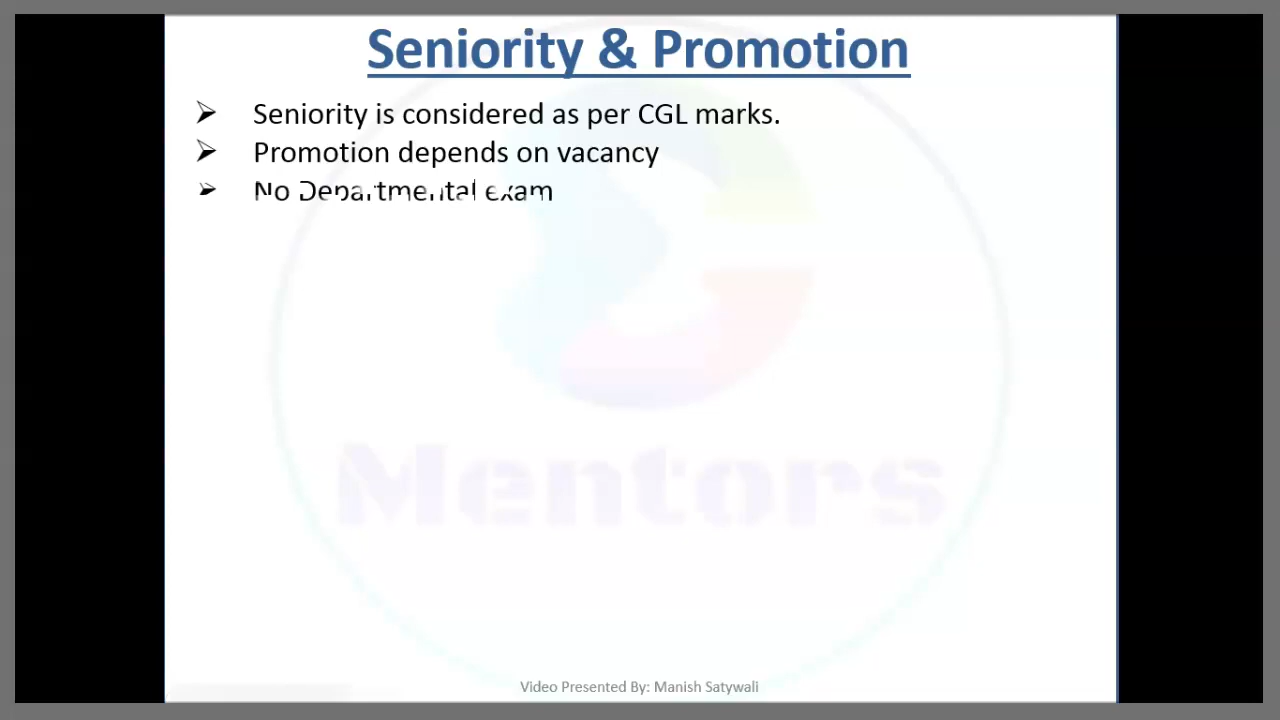 Seniority & Promotion
➢ Seniority is considered as per CGL marks.
➢ Promotion depends on vacancy
➢ No Departmental exam
Mentors
Video Presented By: Manish Satywali